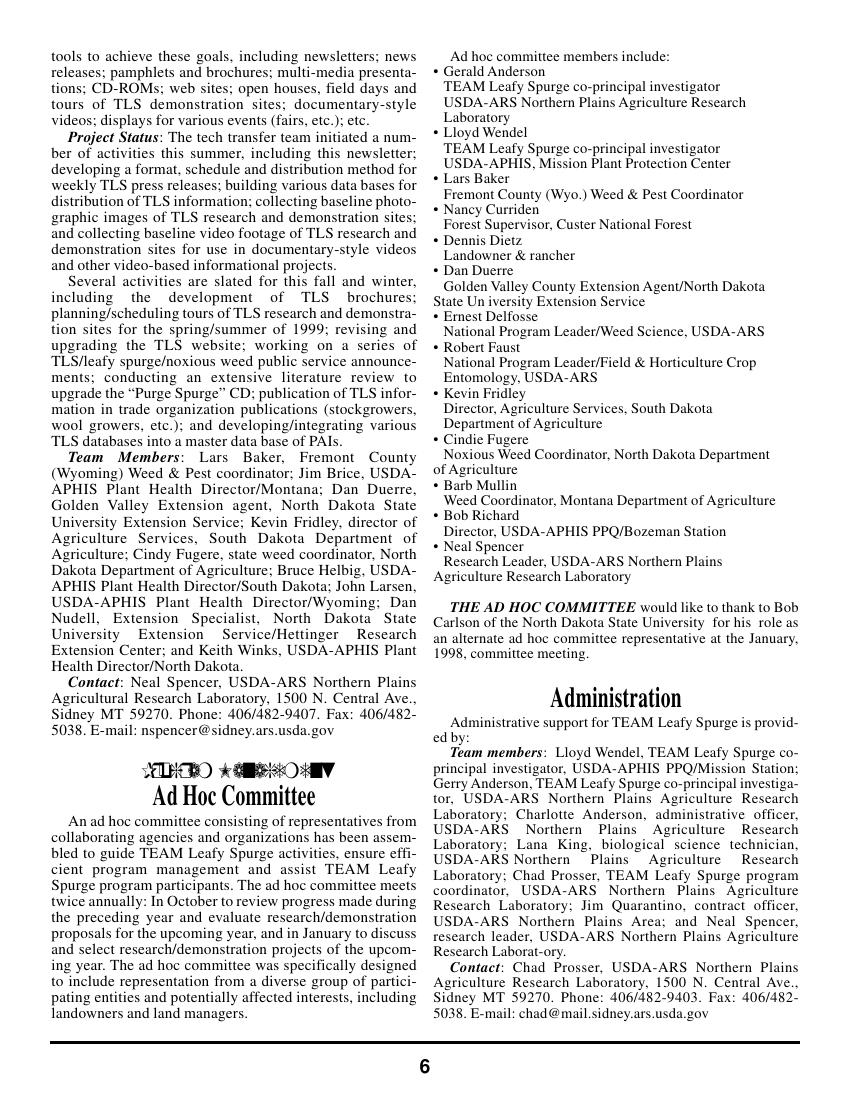 tools to achieve these goals, including newsletters; news
releases; pamphlets and brochures; multi-media presenta-
tions; CD-ROMs; web sites; open houses, field days and
tours of TLS demonstration sites; documentary-style
videos; displays for various events (fairs, etc.); etc.
Project Status: The tech transfer team initiated a num-
ber of activities this summer, including this newsletter;
developing a format, schedule and distribution method for
weekly TLS press releases; building various data bases for
distribution of TLS information; collecting baseline photo-
graphic images of TLS research and demonstration sites;
and collecting baseline video footage of TLS research and
demonstration sites for use in documentary-style videos
and other video-based informational projects.
Several activities are slated for this fall and winter,
including the development of TLS brochures;
planning/scheduling tours of TLS research and demonstra-
tion sites for the spring/summer of 1999; revising and
upgrading the TLS website; working on a series of
TLS/leafy spurge/noxious weed public service announce-
ments; conducting an extensive literature review to
upgrade the “Purge Spurge” CD; publication of TLS infor-
mation in trade organization publications (stockgrowers,
wool growers, etc.); and developing/integrating various
TLS databases into a master data base of PAIs.
Team Members: Lars Baker, Fremont County
(Wyoming) Weed & Pest coordinator; Jim Brice, USDA-
APHIS Plant Health Director/Montana; Dan Duerre,
Golden Valley Extension agent, North Dakota State
University Extension Service; Kevin Fridley, director of
Agriculture Services, South Dakota Department of
Agriculture; Cindy Fugere, state weed coordinator, North
Dakota Department of Agriculture; Bruce Helbig, USDA-
APHIS Plant Health Director/South Dakota; John Larsen,
USDA-APHIS Plant Health Director/Wyoming; Dan
Nudell, Extension Specialist, North Dakota State
University Extension Service/Hettinger Research
Extension Center; and Keith Winks, USDA-APHIS Plant
Health Director/North Dakota.
Contact: Neal Spencer, USDA-ARS Northern Plains
Agricultural Research Laboratory, 1500 N. Central Ave.,
Sidney MT 59270. Phone: 406/482-9407. Fax: 406/482-
5038. E-mail: nspencer@sidney.ars.usda.gov
Ad Hoc Committee
An ad hoc committee consisting of representatives from
collaborating agencies and organizations has been assem-
bled to guide TEAM Leafy Spurge activities, ensure effi-
cient program management and assist TEAM Leafy
Spurge program participants. The ad hoc committee meets
twice annually: In October to review progress made during
the preceding year and evaluate research/demonstration
proposals for the upcoming year, and in January to discuss
and select research/demonstration projects of the upcom-
ing year. The ad hoc committee was specifically designed
to include representation from a diverse group of partici-
pating entities and potentially affected interests, including
landowners and land managers.
Ad hoc committee members include:
• Gerald Anderson
TEAM Leafy Spurge co-principal investigator
USDA-ARS Northern Plains Agriculture Research
Laboratory
• Lloyd Wendel
TEAM Leafy Spurge co-principal investigator
USDA-APHIS, Mission Plant Protection Center
• Lars Baker
Fremont County (Wyo.) Weed & Pest Coordinator
• Nancy Curriden
Forest Supervisor, Custer National Forest
• Dennis Dietz
Landowner & rancher
• Dan Duerre
Golden Valley County Extension Agent/North Dakota
State Un iversity Extension Service
• Ernest Delfosse
National Program Leader/Weed Science, USDA-ARS
• Robert Faust
National Program Leader/Field & Horticulture Crop
Entomology, USDA-ARS
• Kevin Fridley
Director, Agriculture Services, South Dakota
Department of Agriculture
• Cindie Fugere
Noxious Weed Coordinator, North Dakota Department
of Agriculture
• Barb Mullin
Weed Coordinator, Montana Department of Agriculture
• Bob Richard
Director, USDA-APHIS PPQ/Bozeman Station
• Neal Spencer
Research Leader, USDA-ARS Northern Plains
Agriculture Research Laboratory
THE AD HOC COMMITTEE would like to thank to Bob
Carlson of the North Dakota State University for his role as
an alternate ad hoc committee representative at the January,
1998, committee meeting.
Administration
Administrative support for TEAM Leafy Spurge is provid-
ed by:
Team members: Lloyd Wendel, TEAM Leafy Spurge co-
principal investigator, USDA-APHIS PPQ/Mission Station;
Gerry Anderson, TEAM Leafy Spurge co-principal investiga-
tor, USDA-ARS Northern Plains Agriculture Research
Laboratory; Charlotte Anderson, administrative officer,
USDA-ARS Northern Plains Agriculture Research
Laboratory; Lana King, biological science technician,
USDA-ARS Northern Plains Agriculture Research
Laboratory; Chad Prosser, TEAM Leafy Spurge program
coordinator, USDA-ARS Northern Plains Agriculture
Research Laboratory; Jim Quarantino, contract officer,
USDA-ARS Northern Plains Area; and Neal Spencer,
research leader, USDA-ARS Northern Plains Agriculture
Research Laborat-ory.
Contact: Chad Prosser, USDA-ARS Northern Plains
Agriculture Research Laboratory, 1500 N. Central Ave.,
Sidney MT 59270. Phone: 406/482-9403. Fax: 406/482-
5038. E-mail: chad@mail.sidney.ars.usda.gov
6